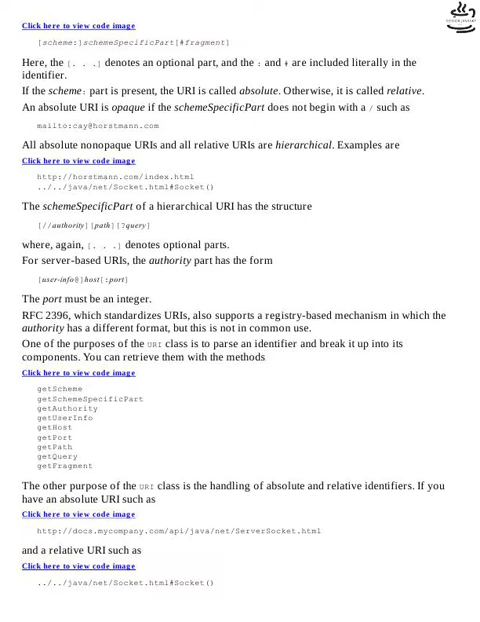 Click here to view code image
[scheme:]schemeSpecificPart[#fragment]
Here, the [. . .] denotes an optional part, and the : and # are included literally in the
identifier.
If the scheme: part is present, the URI is called absolute. Otherwise, it is called relative.
An absolute URI is opaque if the schemeSpecificPart does not begin with a / such as
mailto:cay@horstmann.com
All absolute nonopaque URIs and all relative URIs are hierarchical. Examples are
Click here to view code image
http://horstmann.com/index.html
../../java/net/Socket.html#Socket()
The schemeSpecificPart of a hierarchical URI has the structure
[//authority][path][?query]
where, again, [. . .] denotes optional parts.
For server-based URIs, the authority part has the form
[user-info@]host[:port]
The port must be an integer.
RFC 2396, which standardizes URIs, also supports a registry-based mechanism in which the
authority has a different format, but this is not in common use.
One of the purposes of the URI class is to parse an identifier and break it up into its
components. You can retrieve them with the methods
Click here to view code image
getScheme
getSchemeSpecificPart
getAuthority
getUserInfo
getHost
getPort
getPath
getQuery
getFragment
The other purpose of the URI class is the handling of absolute and relative identifiers. If you
have an absolute URI such as
Click here to view code image
http://docs.mycompany.com/api/java/net/ServerSocket.html
and a relative URI such as
Click here to view code image
../../java/net/Socket.html#Socket()